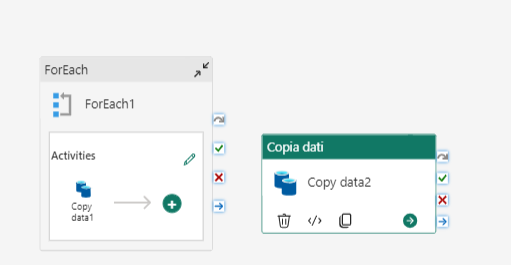 ForEach
ForEach1
Activities
Copy
data1
Copia dati
Copy data2